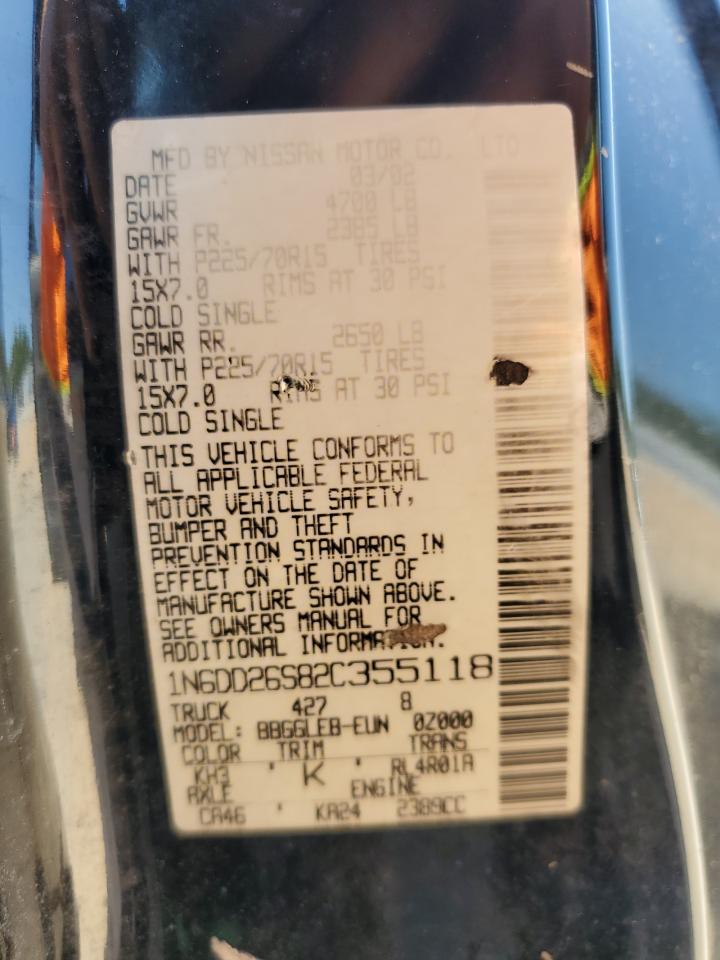 MFD BY NISSAN MOTOR CO. LTD
DATE 03/02
GVWR 4700 LB
GAWR FR. 2385 LB
WITH P225/70R15 TIRES
15X7.0 RIMS AT 30 PSI
COLD SINGLE
GAWR RR. 2650 LB
WITH P225/70R15 TIRES
15X7.0 RIMS AT 30 PSI
COLD SINGLE
THIS VEHICLE CONFORMS TO
ALL APPLICABLE FEDERAL
MOTOR VEHICLE SAFETY,
BUMPER AND THEFT
PREVENTION STANDARDS IN
EFFECT ON THE DATE OF
MANUFACTURE SHOWN ABOVE.
SEE OWNERS MANUAL FOR
ADDITIONAL INFORMATION.
1N6DD26S82C355118
TRUCK 427 8
MODEL: BBGGLEB-EUN 0Z000
COLOR TRIM TRANS
KH3 ' K ' RL4R01A
AXLE ENGINE
CA46 ' KA24 2389CC